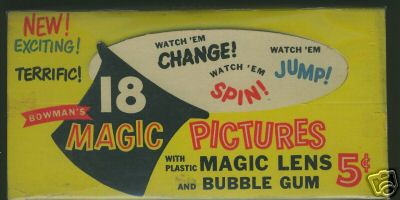 NEW!
EXCITING!
TERRIFIC!
WATCH 'EM
CHANGE!
WATCH 'EM
SPIN!
WATCH 'EM
JUMP!
18
BOWMAN'S
MAGIC PICTURES
WITH PLASTIC MAGIC LENS
AND BUBBLE GUM
5¢
ebay